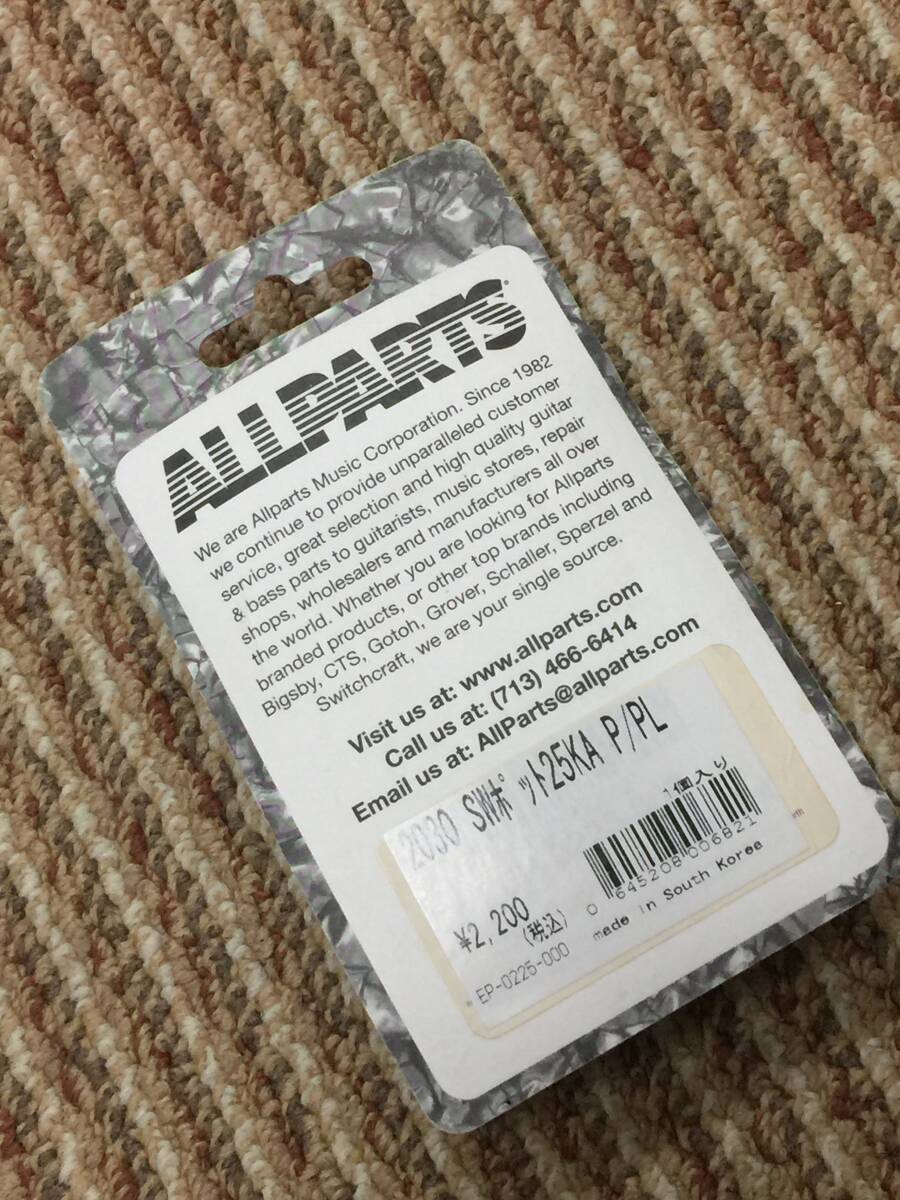 ALLPARTS
We are Allparts Music Corporation. Since 1982
we continue to provide unparalleled customer
service, great selection and high quality guitar
& bass parts to guitarists, music stores, repair
shops, wholesalers and manufacturers all over
the world. Whether you are looking for Allparts
branded products, or other top brands including
Bigsby, CTS, Gotoh, Grover, Schaller, Sperzel and
Switchcraft, we are your single source.
Visit us at: www.allparts.com
Call us at: (713) 466-6414
Email us at: AllParts@allparts.com
2030 SWポット25KA P/PL
1個入り
¥2,200
(税込)
0 645208 006821
EP-0225-000
made in South Koree